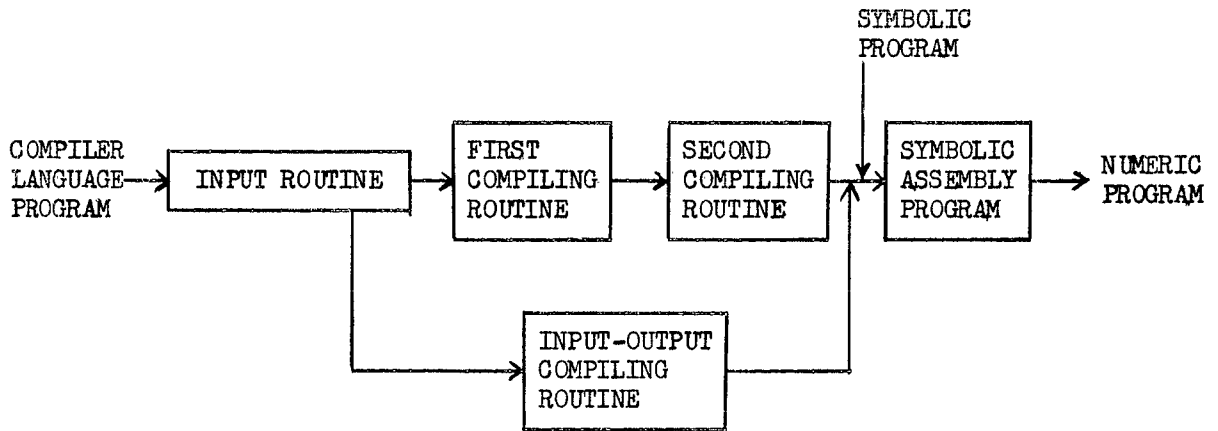 SYMBOLIC
PROGRAM
COMPILER
LANGUAGE
PROGRAM
INPUT ROUTINE
FIRST
COMPILING
ROUTINE
SECOND
COMPILING
ROUTINE
SYMBOLIC
ASSEMBLY
PROGRAM
NUMERIC
PROGRAM
INPUT-OUTPUT
COMPILING
ROUTINE